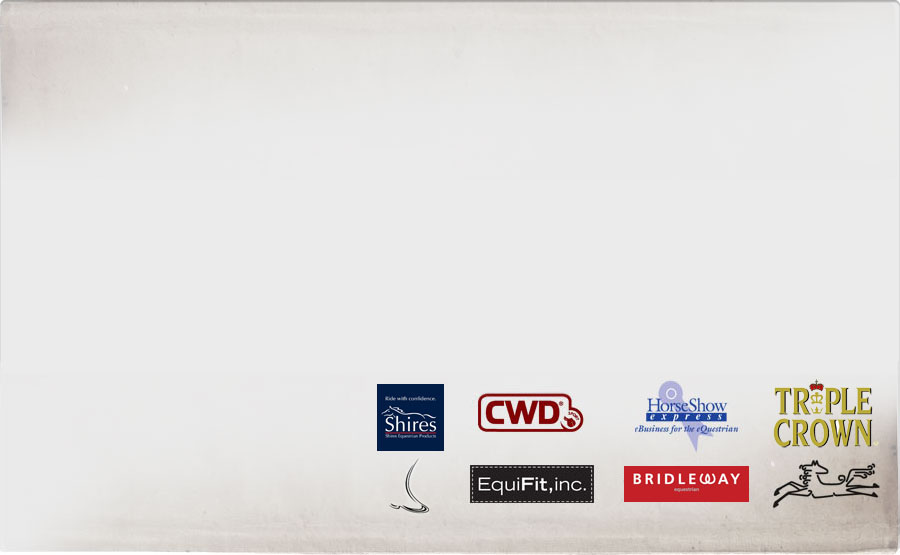 Ride with confidence.
Shires
Shires Equestrian Products
CWD®
SPORT
HorseShow
express
eBusiness for the eQuestrian
TRIPLE
CROWN
EquiFit,inc.
BRIDLEWAY
equestrian